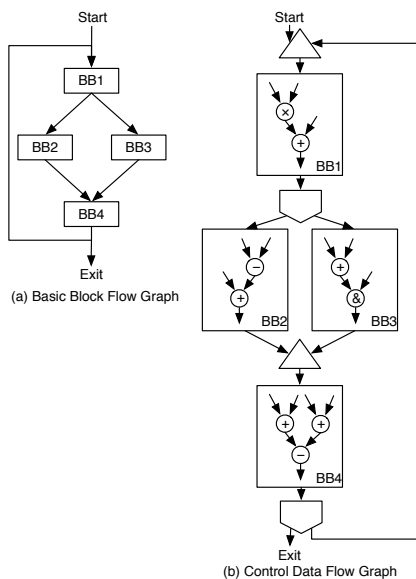 Start
BB1
BB2 BB3
BB4
Exit
(a) Basic Block Flow Graph
Start
×
+
BB1
−
+
BB2
+
&
BB3
+ +
−
BB4
Exit
(b) Control Data Flow Graph